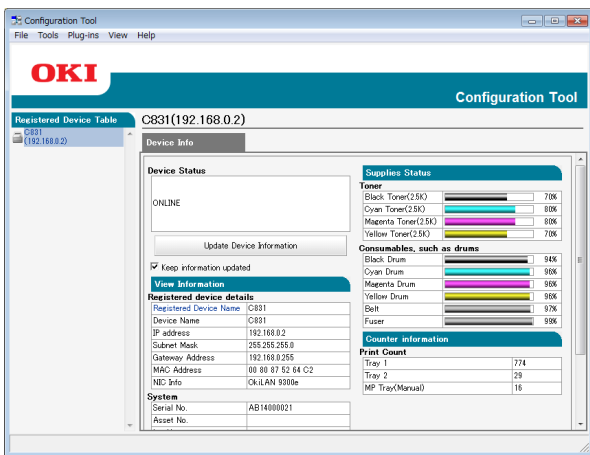 Configuration Tool
File Tools Plug-ins View Help
OKI
Configuration Tool
Registered Device Table
C831
(192.168.0.2)
C831(192.168.0.2)
Device Info
Device Status
ONLINE
Update Device Information
Keep information updated
View Information
Registered device details
Registered Device Name C831
Device Name C831
IP address 192.168.0.2
Subnet Mask 255.255.255.0
Gateway Address 192.168.0.255
MAC Address 00 80 87 52 64 C2
NIC Info OkiLAN 9300e
System
Serial No. AB14000021
Asset No.
Supplies Status
Toner
Black Toner(2.5K) 70%
Cyan Toner(2.5K) 80%
Magenta Toner(2.5K) 80%
Yellow Toner(2.5K) 70%
Consumables, such as drums
Black Drum 94%
Cyan Drum 96%
Magenta Drum 96%
Yellow Drum 96%
Belt 97%
Fuser 99%
Counter information
Print Count
Tray 1 774
Tray 2 29
MP Tray(Manual) 16